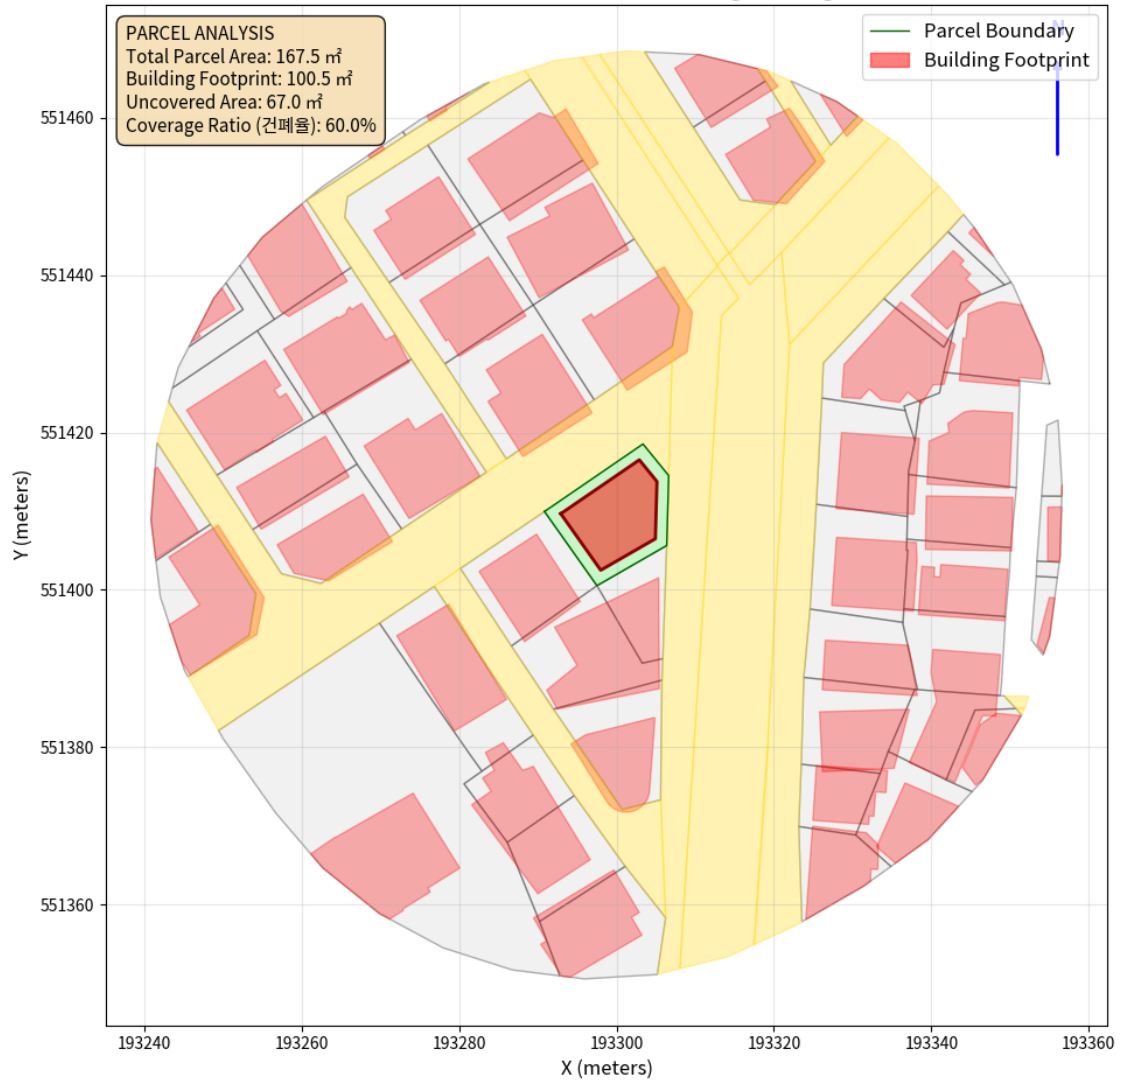 PARCEL ANALYSIS
Total Parcel Area: 167.5 ㎡
Building Footprint: 100.5 ㎡
Uncovered Area: 67.0 ㎡
Coverage Ratio (건폐율): 60.0%
Parcel Boundary
Building Footprint
N
551460
551440
551420
551400
551380
551360
Y (meters)
193240
193260
193280
193300
193320
193340
193360
X (meters)